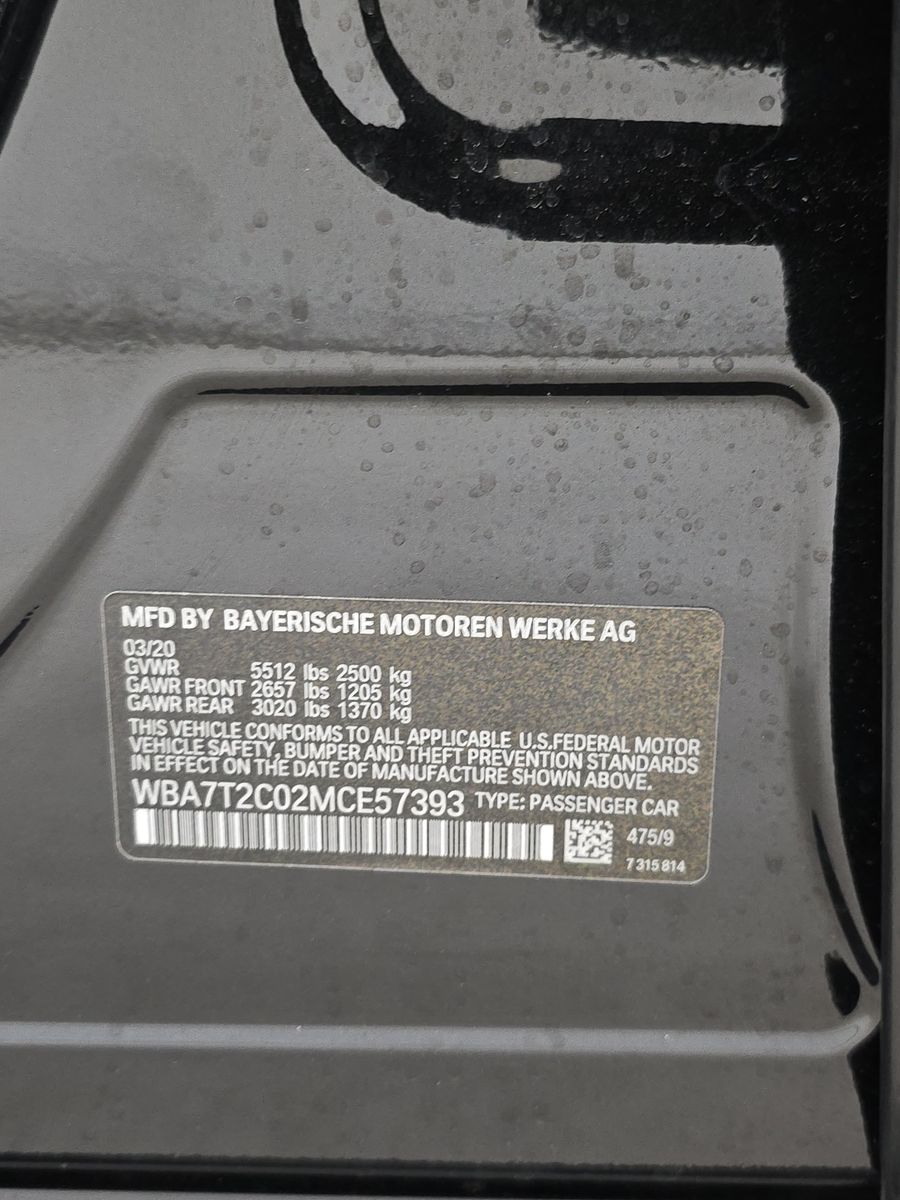 MFD BY BAYERISCHE MOTOREN WERKE AG
03/20
GVWR 5512 lbs 2500 kg
GAWR FRONT 2657 lbs 1205 kg
GAWR REAR 3020 lbs 1370 kg
THIS VEHICLE CONFORMS TO ALL APPLICABLE U.S.FEDERAL MOTOR
VEHICLE SAFETY, BUMPER AND THEFT PREVENTION STANDARDS
IN EFFECT ON THE DATE OF MANUFACTURE SHOWN ABOVE.
WBA7T2C02MCE57393 TYPE: PASSENGER CAR
475/9
7 315 814